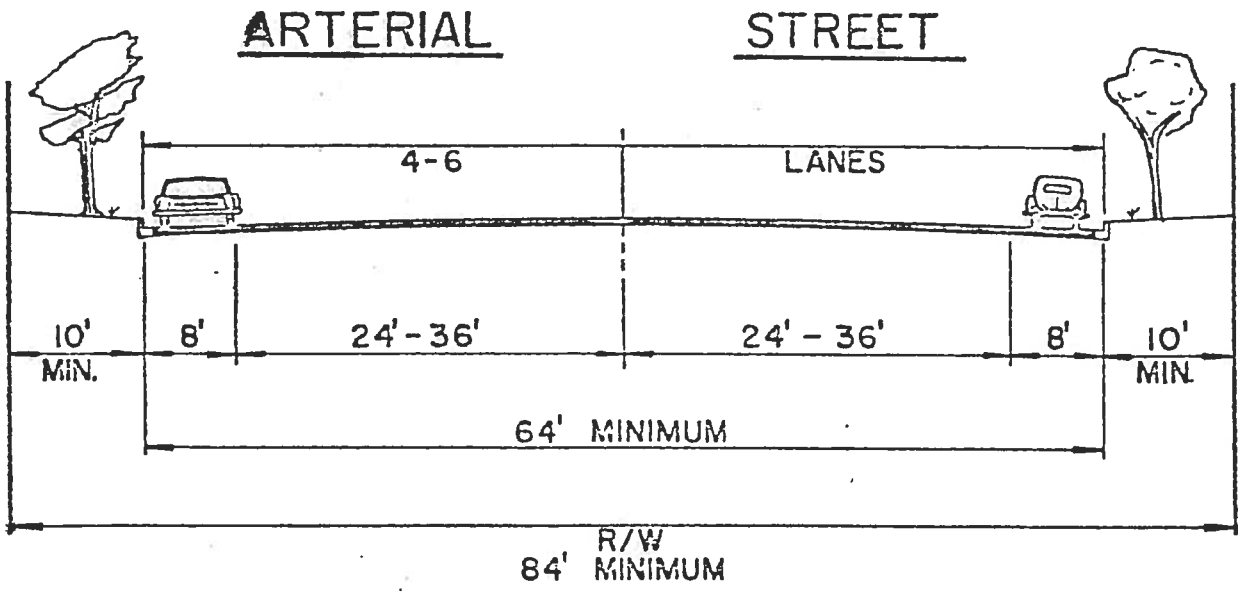 ARTERIAL STREET
4-6 LANES
10' MIN. 8' 24'-36' 24'-36' 8' 10' MIN.
64' MINIMUM
R/W
84' MINIMUM